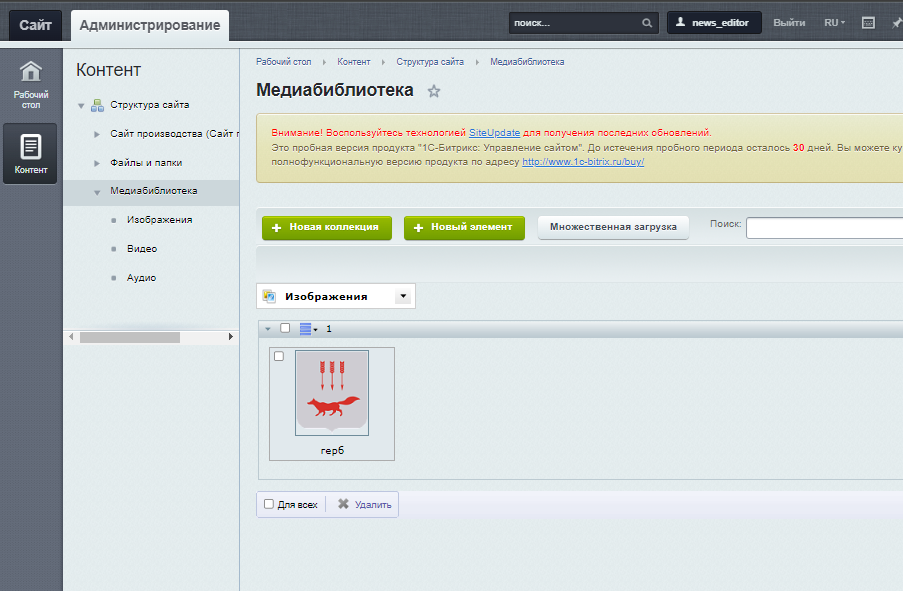 Сайт
Администрирование
поиск...
news_editor
Выйти
RU
Рабочий стол
Контент
Контент
Структура сайта
Сайт производства (Сайт
Файлы и папки
Медиабиблиотека
Изображения
Видео
Аудио
Рабочий стол Контент Структура сайта Медиабиблиотека
Медиабиблиотека
Внимание! Воспользуйтесь технологией SiteUpdate для получения последних обновлений.
Это пробная версия продукта "1С-Битрикс: Управление сайтом". До истечения пробного периода осталось 30 дней. Вы можете ку
полнофункциональную версию продукта по адресу http://www.1c-bitrix.ru/buy/
Новая коллекция
Новый элемент
Множественная загрузка
Поиск:
Изображения
1
герб
Для всех
Удалить